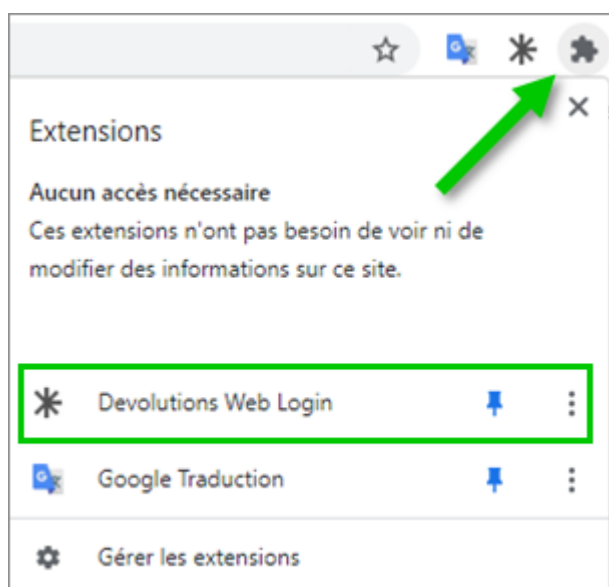 Extensions
Aucun accès nécessaire
Ces extensions n'ont pas besoin de voir ni de
modifier des informations sur ce site.
Devolutions Web Login
Google Traduction
Gérer les extensions